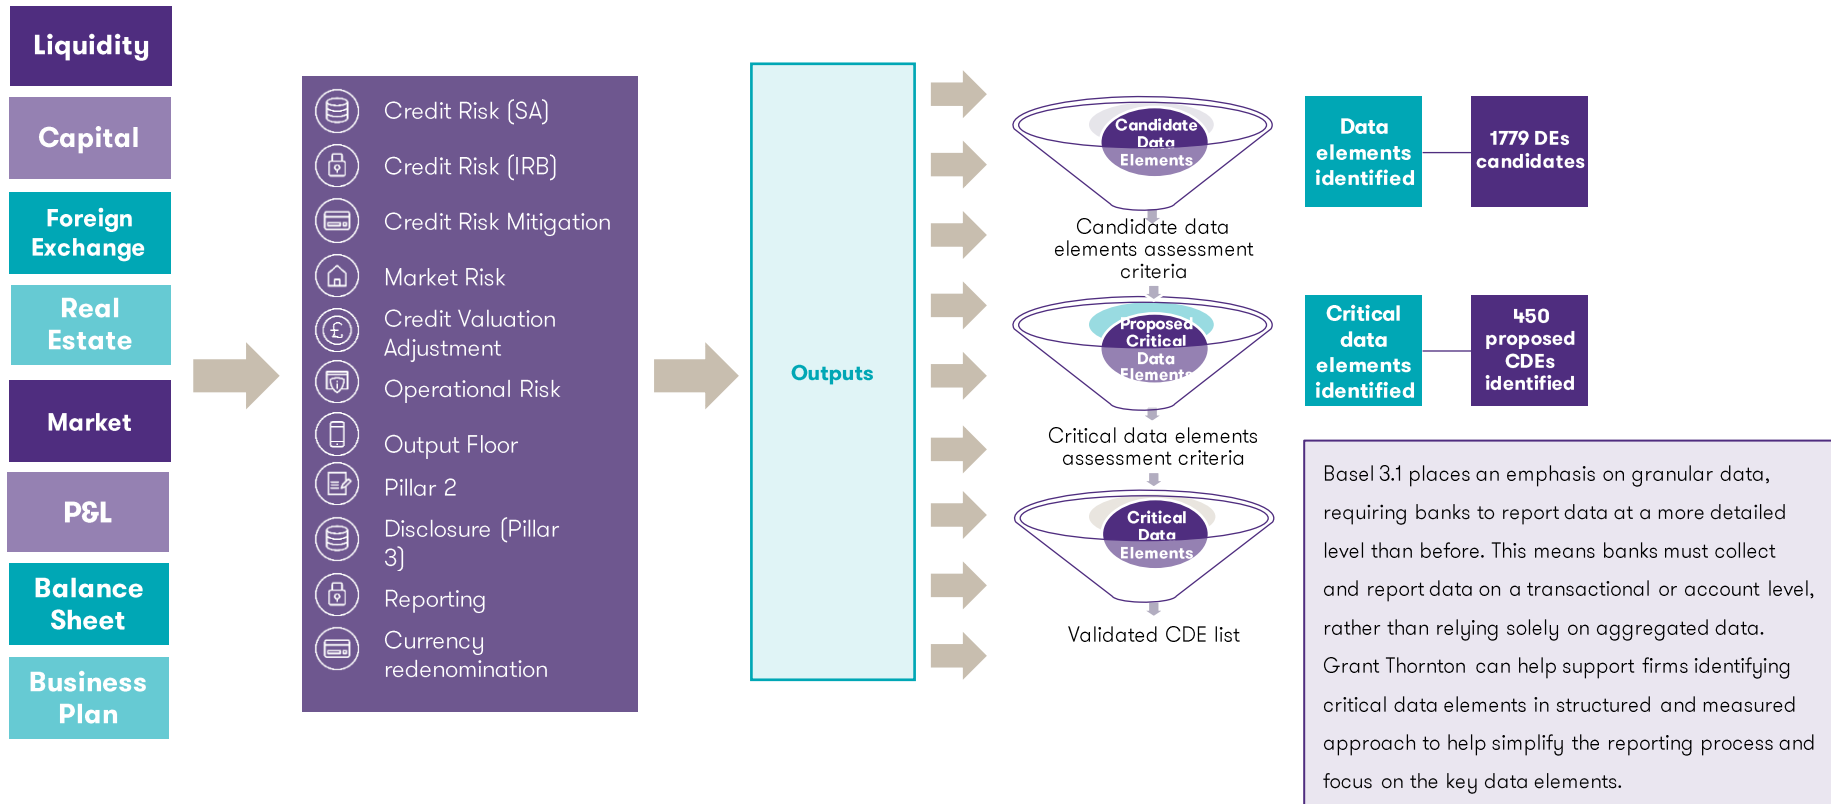 Liquidity
Capital
Foreign
Exchange
Real
Estate
Market
P&L
Balance
Sheet
Business
Plan
Credit Risk (SA)
Credit Risk (IRB)
Credit Risk Mitigation
Market Risk
Credit Valuation
Adjustment
Operational Risk
Output Floor
Pillar 2
Disclosure (Pillar
3)
Reporting
Currency
redenomination
Outputs
Candidate
Data
Elements
Candidate data
elements assessment
criteria
Proposed
Critical
Data
Elements
Critical data elements
assessment criteria
Critical
Data
Elements
Validated CDE list
Data
elements
identified
1779 DEs
candidates
Critical
data
elements
identified
450
proposed
CDEs
identified
Basel 3.1 places an emphasis on granular data,
requiring banks to report data at a more detailed
level than before. This means banks must collect
and report data on a transactional or account level,
rather than relying solely on aggregated data.
Grant Thornton can help support firms identifying
critical data elements in structured and measured
approach to help simplify the reporting process and
focus on the key data elements.